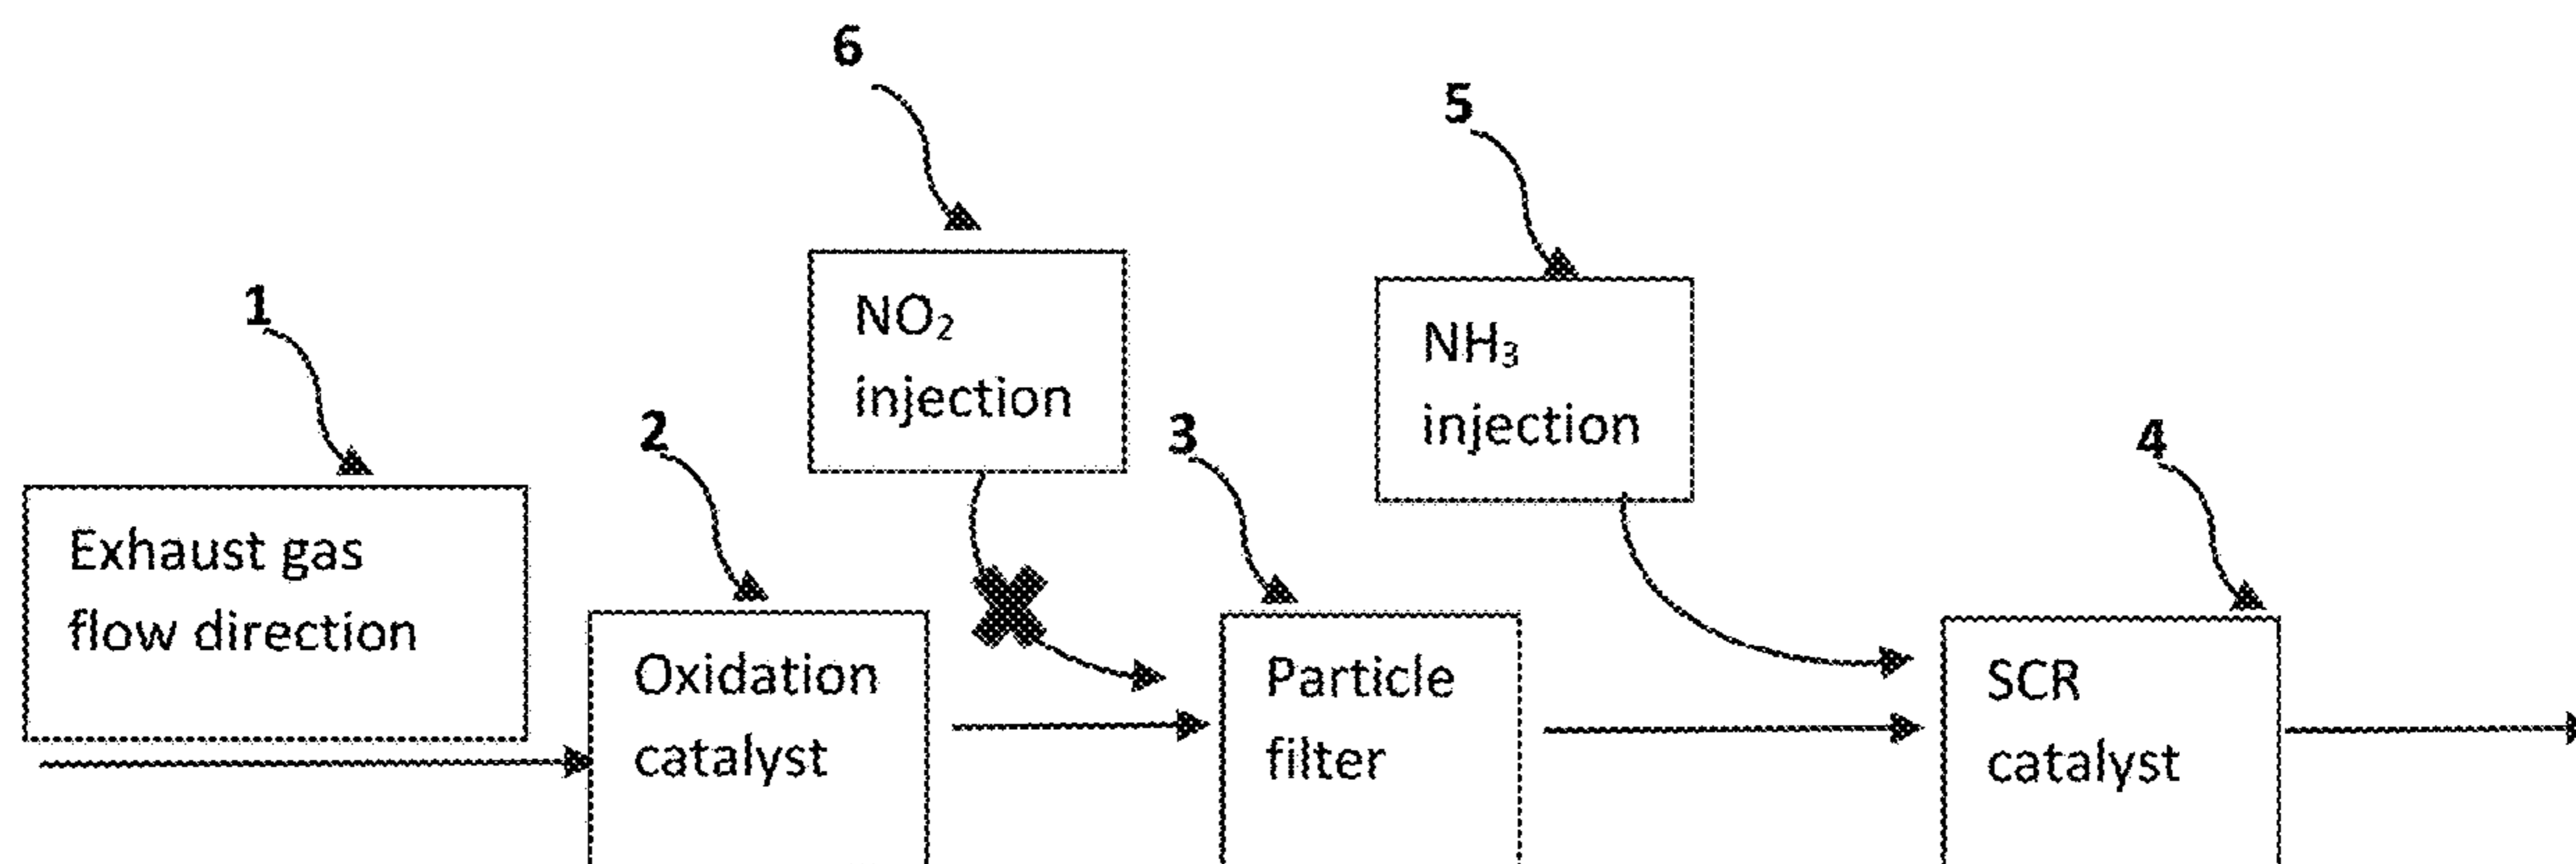 6
5
NO₂
injection
NH₃
injection
1
2
3
4
Exhaust gas
flow direction
Oxidation
catalyst
Particle
filter
SCR
catalyst